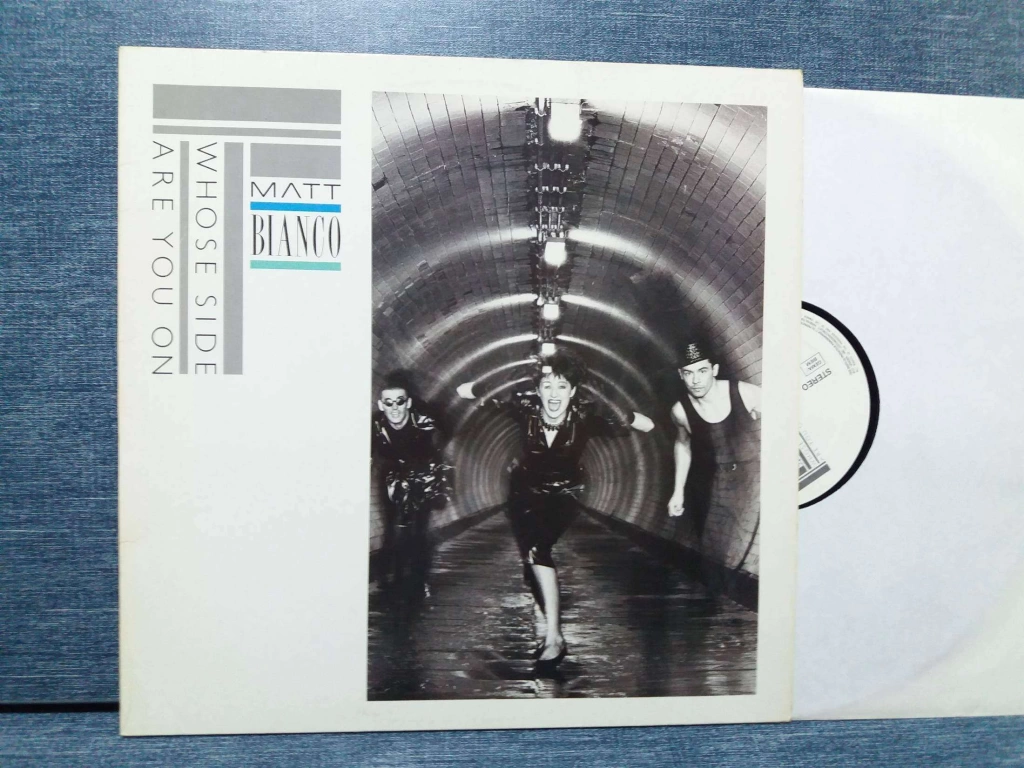 WHOSE SIDE
ARE YOU ON
MATT
BIANCO
STEREO